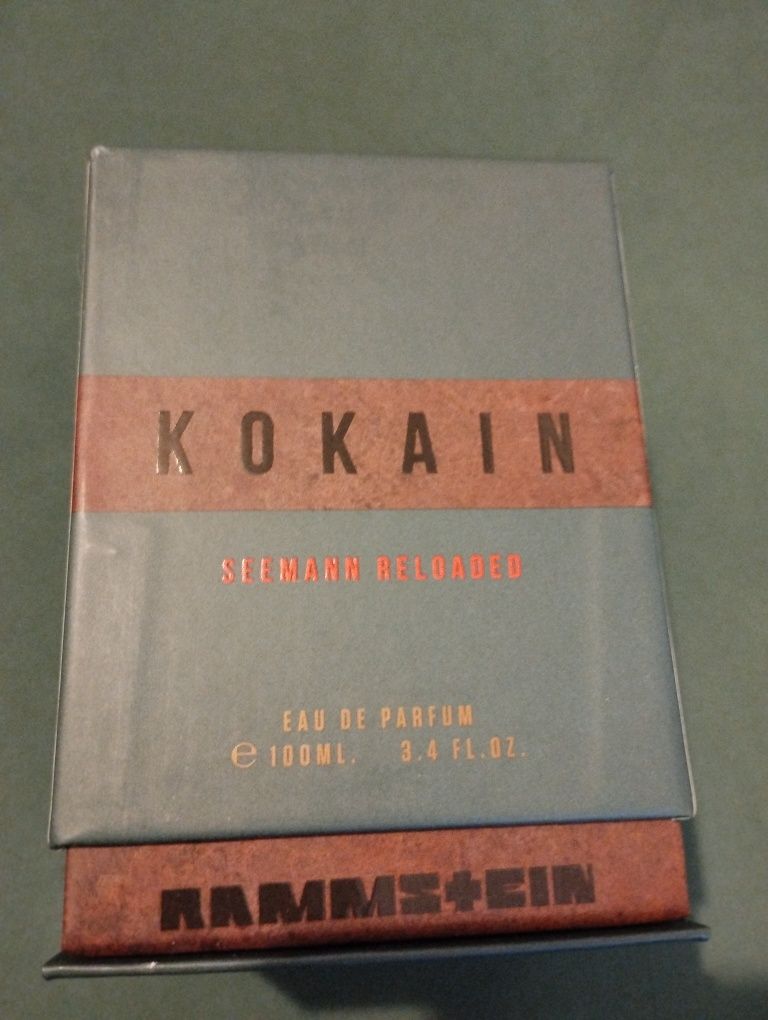 KOKAIN
SEEMANN RELOADED
EAU DE PARFUM
℮ 100ML. 3.4 FL.OZ.
RAMMSTEIN